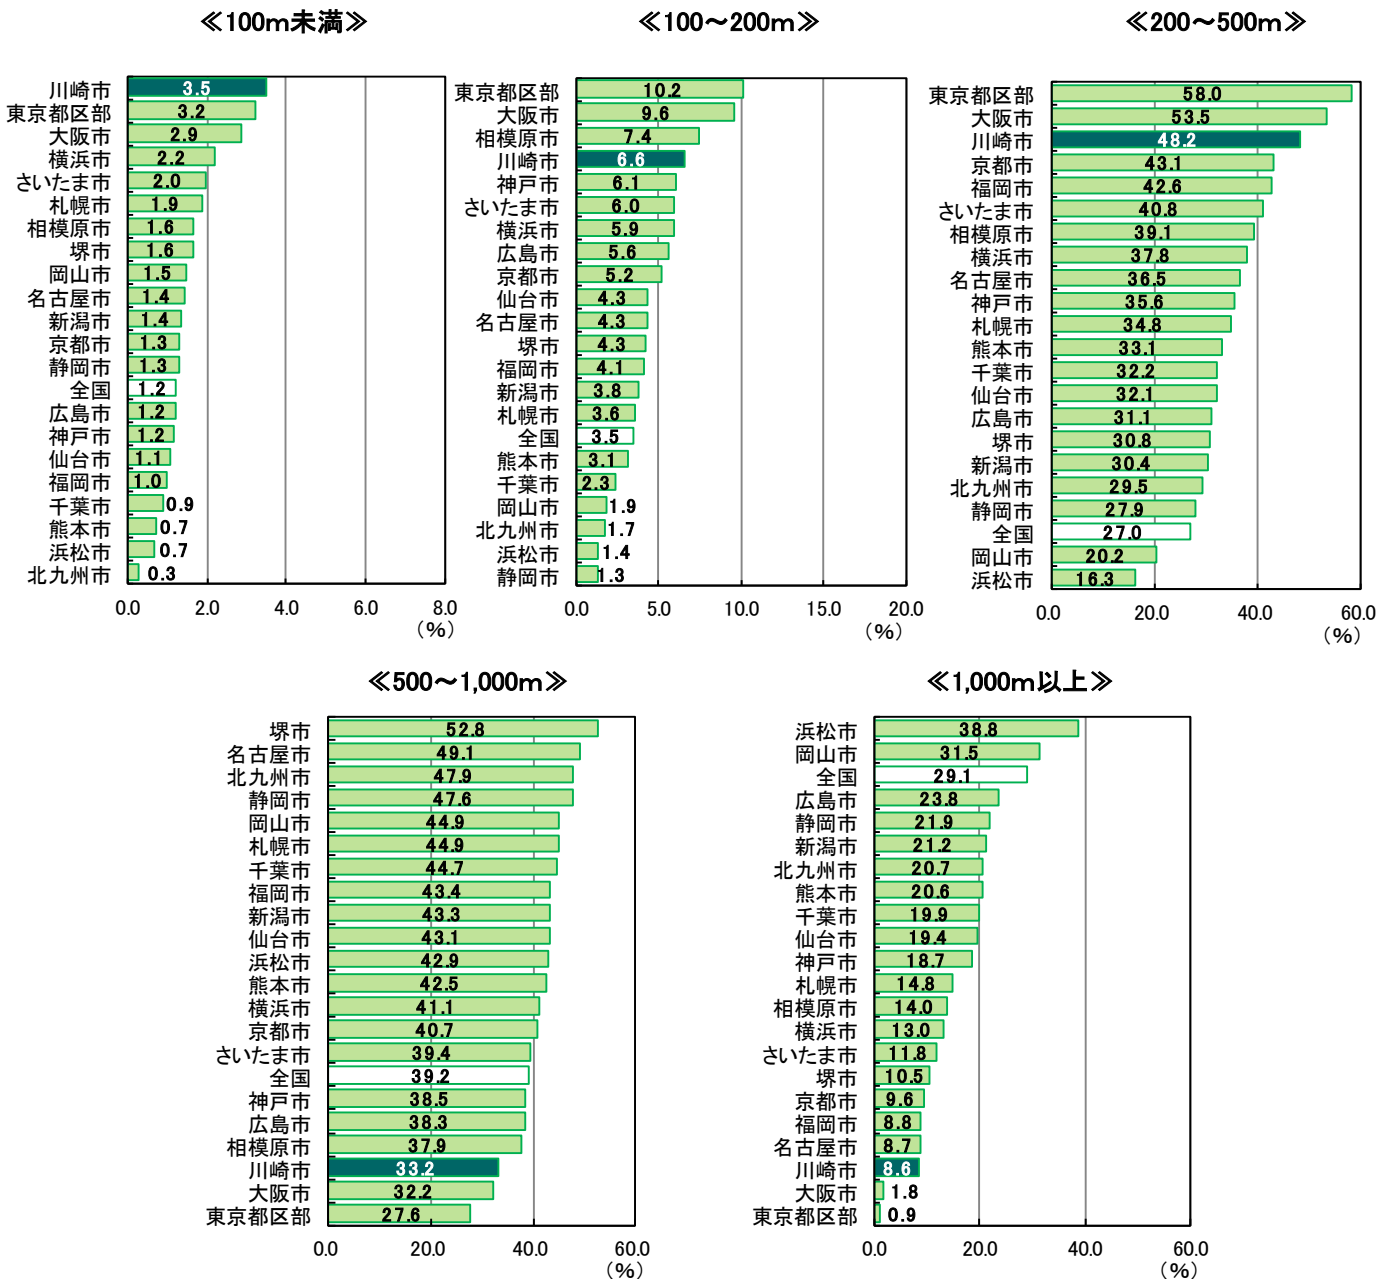 ≪100m未満≫
川崎市 3.5
東京都区部 3.2
大阪市 2.9
横浜市 2.2
さいたま市 2.0
札幌市 1.9
相模原市 1.6
堺市 1.6
岡山市 1.5
名古屋市 1.4
新潟市 1.4
京都市 1.3
静岡市 1.3
全国 1.2
広島市 1.2
神戸市 1.2
仙台市 1.1
福岡市 1.0
千葉市 0.9
熊本市 0.7
浜松市 0.7
北九州市 0.3
0.0 2.0 4.0 6.0 8.0
(%)
≪100～200m≫
東京都区部 10.2
大阪市 9.6
相模原市 7.4
川崎市 6.6
神戸市 6.1
さいたま市 6.0
横浜市 5.9
広島市 5.6
京都市 5.2
仙台市 4.3
名古屋市 4.3
堺市 4.3
福岡市 4.1
新潟市 3.8
札幌市 3.6
全国 3.5
熊本市 3.1
千葉市 2.3
岡山市 1.9
北九州市 1.7
浜松市 1.4
静岡市 1.3
0.0 5.0 10.0 15.0 20.0
(%)
≪200～500m≫
東京都区部 58.0
大阪市 53.5
川崎市 48.2
京都市 43.1
福岡市 42.6
さいたま市 40.8
相模原市 39.1
横浜市 37.8
名古屋市 36.5
神戸市 35.6
札幌市 34.8
熊本市 33.1
千葉市 32.2
仙台市 32.1
広島市 31.1
堺市 30.8
新潟市 30.4
北九州市 29.5
静岡市 27.9
全国 27.0
岡山市 20.2
浜松市 16.3
0.0 20.0 40.0 60.0
(%)
≪500～1,000m≫
堺市 52.8
名古屋市 49.1
北九州市 47.9
静岡市 47.6
岡山市 44.9
札幌市 44.9
千葉市 44.7
福岡市 43.4
新潟市 43.3
仙台市 43.1
浜松市 42.9
熊本市 42.5
横浜市 41.1
京都市 40.7
さいたま市 39.4
全国 39.2
神戸市 38.5
広島市 38.3
相模原市 37.9
川崎市 33.2
大阪市 32.2
東京都区部 27.6
0.0 20.0 40.0 60.0
(%)
≪1,000m以上≫
浜松市 38.8
岡山市 31.5
全国 29.1
広島市 23.8
静岡市 21.9
新潟市 21.2
北九州市 20.7
熊本市 20.6
千葉市 19.9
仙台市 19.4
神戸市 18.7
札幌市 14.8
相模原市 14.0
横浜市 13.0
さいたま市 11.8
堺市 10.5
京都市 9.6
福岡市 8.8
名古屋市 8.7
川崎市 8.6
大阪市 1.8
東京都区部 0.9
0.0 20.0 40.0 60.0
(%)